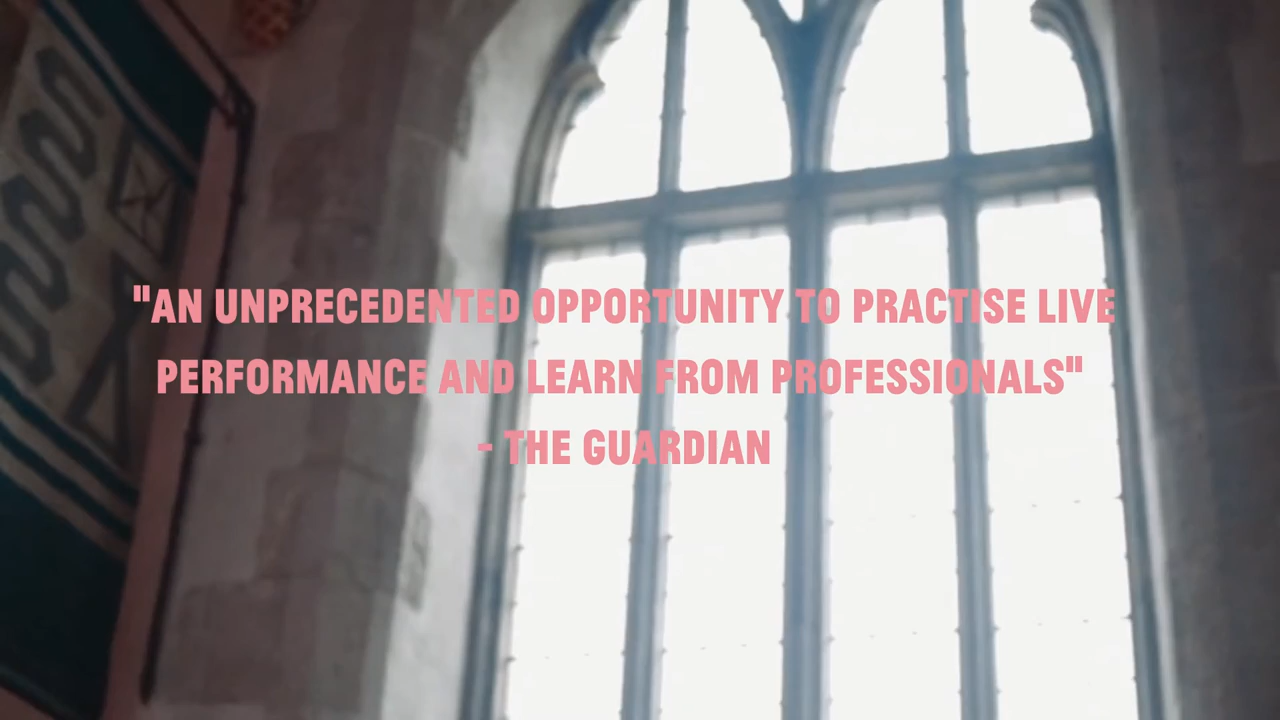 "AN UNPRECEDENTED OPPORTUNITY TO PRACTISE LIVE
PERFORMANCE AND LEARN FROM PROFESSIONALS"
- THE GUARDIAN